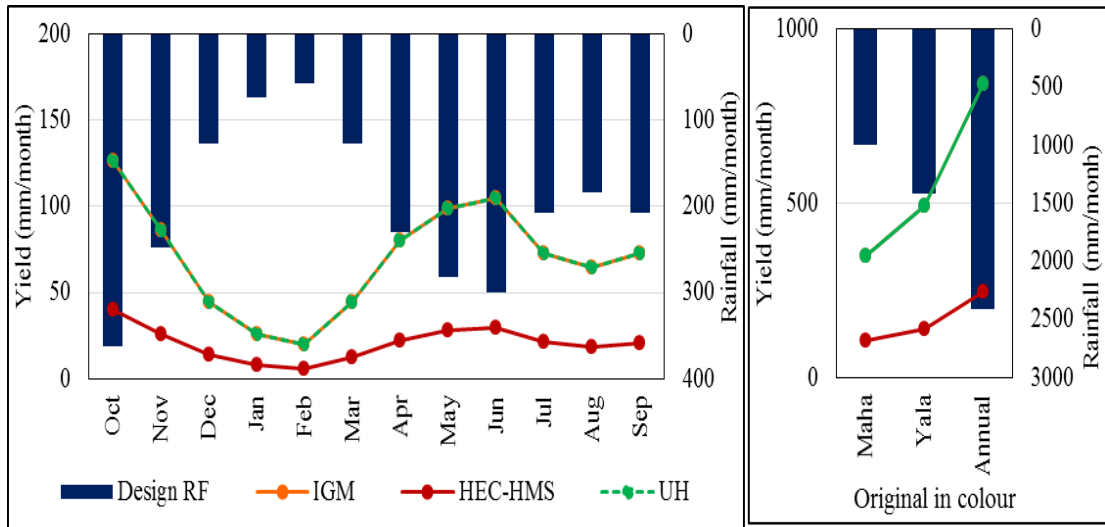 200
150
100
50
0
Yield (mm/month)
0
100
200
300
400
Rainfall (mm/month)
Oct
Nov
Dec
Jan
Feb
Mar
Apr
May
Jun
Jul
Aug
Sep
Design RF
IGM
HEC-HMS
UH
1000
500
0
Yield (mm/month)
0
500
1000
1500
2000
2500
3000
Rainfall (mm/monh)
Maha
Yala
Annual
Original in colour